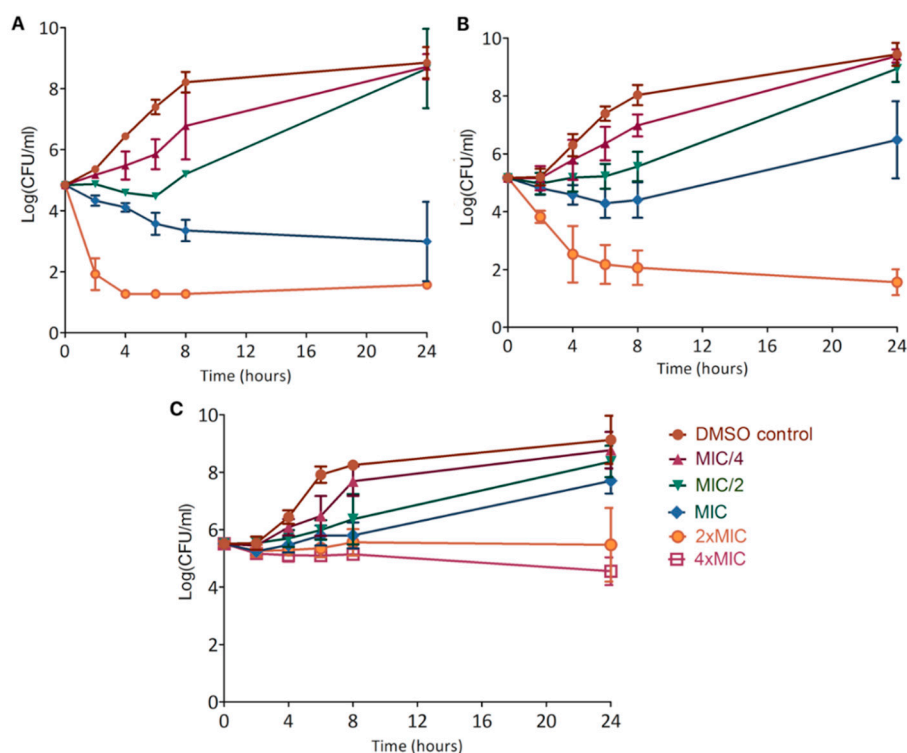 A
10
8
6
4
2
0
Log(CFU/ml)
0 4 8 12 16 20 24
Time (hours)
B
10
8
6
4
2
0
Log(CFU/ml)
0 4 8 12 16 20 24
Time (hours)
C
10
8
6
4
2
0
Log(CFU/ml)
0 4 8 12 16 20 24
Time (hours)
DMSO control
MIC/4
MIC/2
MIC
2xMIC
4xMIC